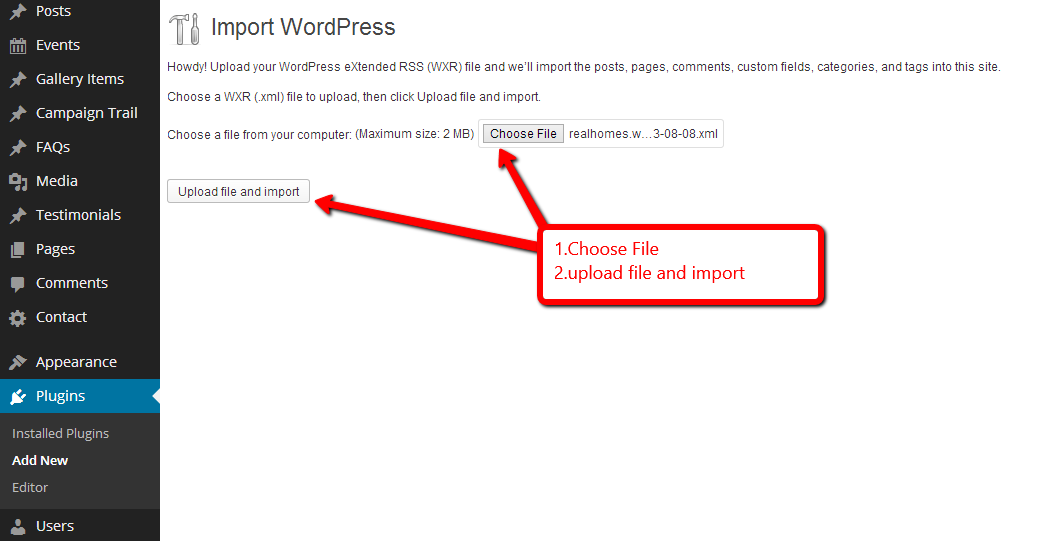 Posts
Events
Gallery Items
Campaign Trail
FAQs
Media
Testimonials
Pages
Comments
Contact
Appearance
Plugins
Installed Plugins
Add New
Editor
Users
Import WordPress
Howdy! Upload your WordPress eXtended RSS (WXR) file and we'll import the posts, pages, comments, custom fields, categories, and tags into this site.
Choose a WXR (.xml) file to upload, then click Upload file and import.
Choose a file from your computer: (Maximum size: 2 MB) Choose File realhomes.w…3-08-08.xml
Upload file and import
1.Choose File
2.upload file and import